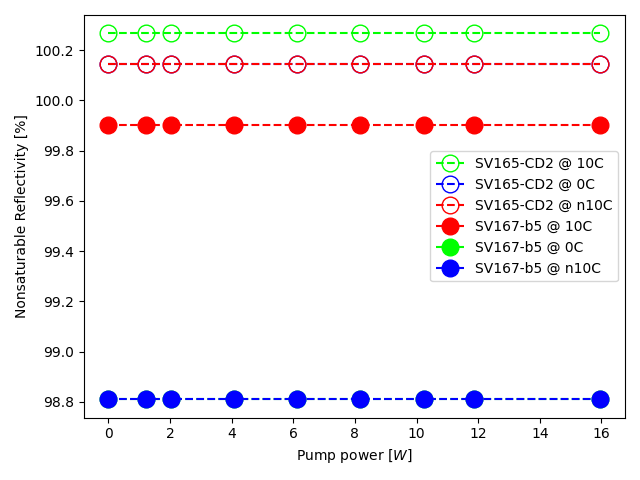 100.2
100.0
99.8
99.6
99.4
99.2
99.0
98.8
Nonsaturable Reflectivity [%]
SV165-CD2 @ 10C
SV165-CD2 @ 0C
SV165-CD2 @ n10C
SV167-b5 @ 10C
SV167-b5 @ 0C
SV167-b5 @ n10C
0 2 4 6 8 10 12 14 16
Pump power [W]